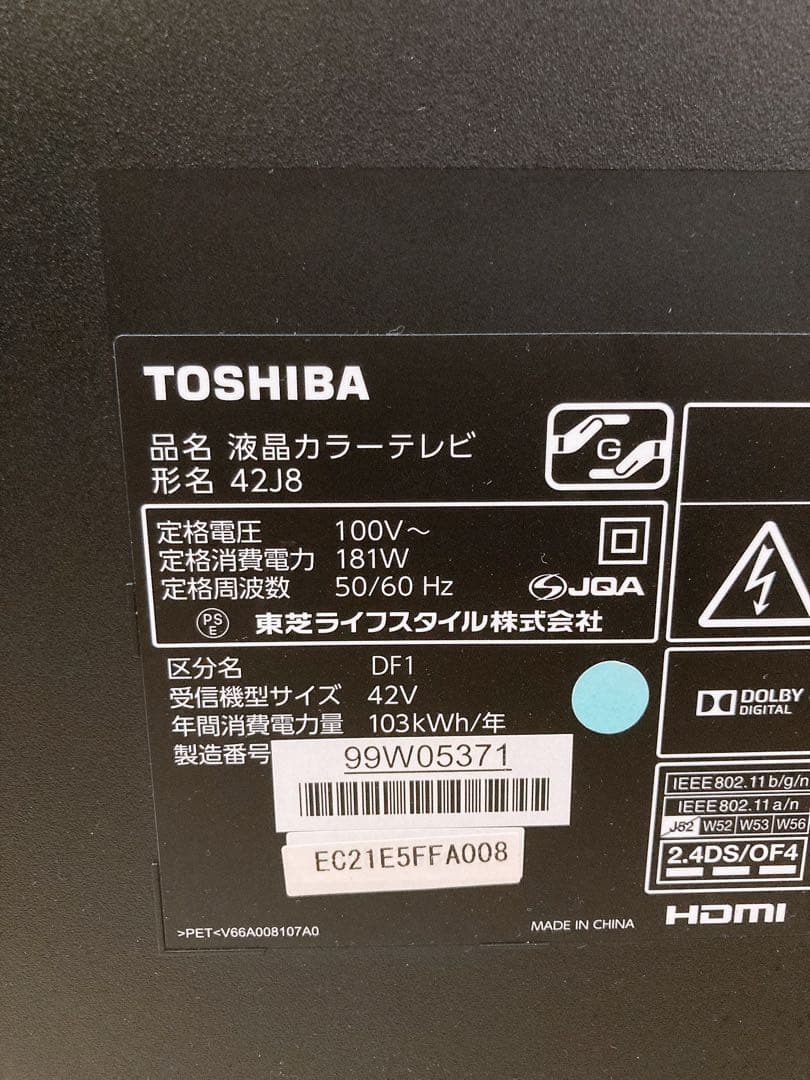 TOSHIBA
品名 液晶カラーテレビ
形名 42J8
G
定格電圧 100V～
定格消費電力 181W
定格周波数 50/60 Hz
JQA
PS
E
東芝ライフスタイル株式会社
区分名 DF1
受信機型サイズ 42V
年間消費電力量 103kWh/年
製造番号
99W05371
EC21E5FFA008
DOLBY
DIGITAL
IEEE802.11b/g/n
IEEE802.11a/n
J52 W52 W53 W56
2.4DS/OF4
HDMI
>PET<V66A008107A0
MADE IN CHINA